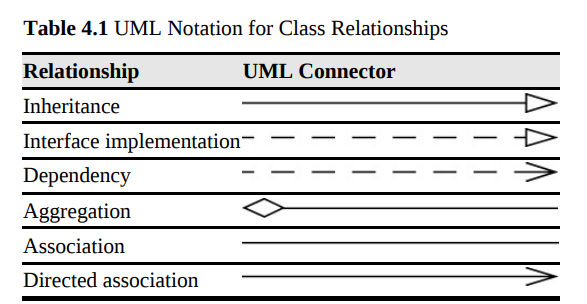 Table 4.1 UML Notation for Class Relationships
Relationship UML Connector
Inheritance
Interface implementation
Dependency
Aggregation
Association
Directed association